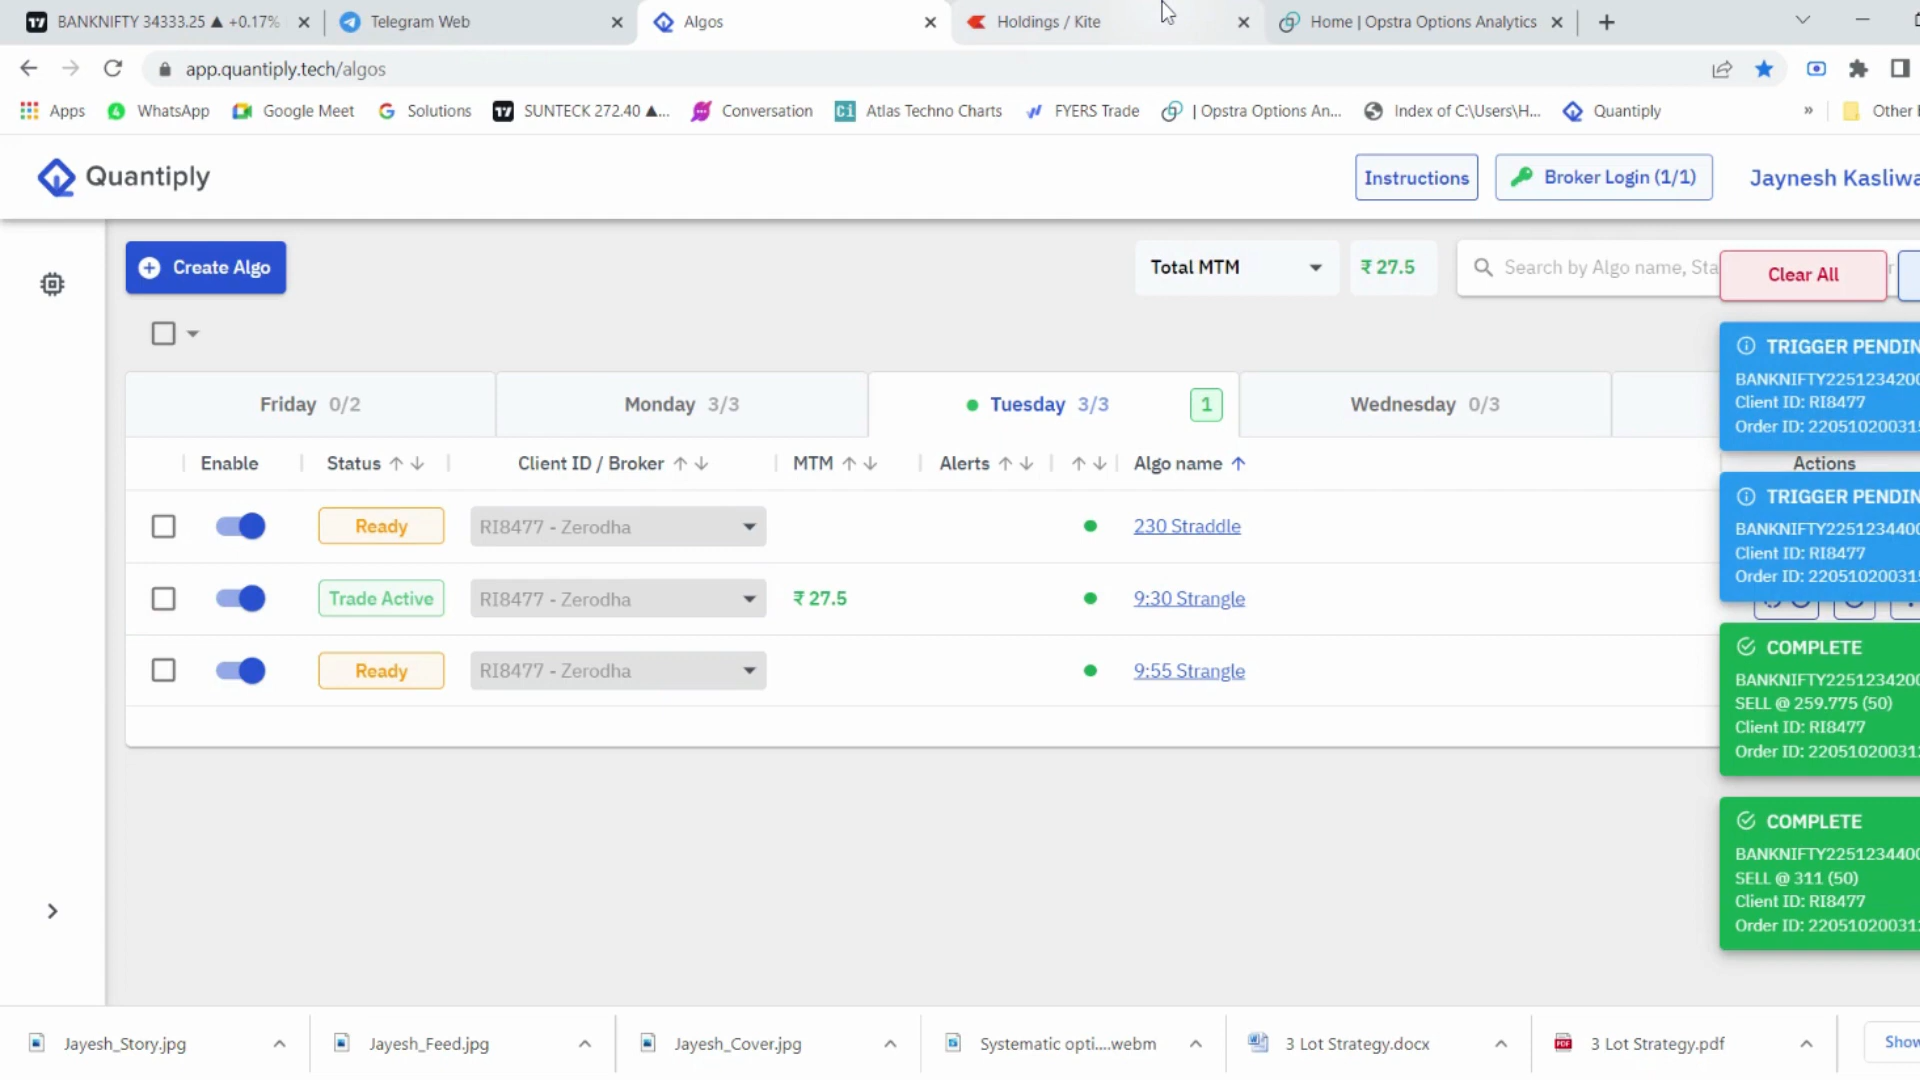 BANKNIFTY 34333.25 ▲ +0.17%
Telegram Web
Algos
Holdings / Kite
Home | Opstra Options Analytics
app.quantiply.tech/algos
Apps
WhatsApp
Google Meet
Solutions
SUNTECK 272.40 ▲...
Conversation
Atlas Techno Charts
FYERS Trade
| Opstra Options An...
Index of C:\Users\H...
Quantiply
»
Other
Quantiply
Instructions
Broker Login (1/1)
Jaynesh Kasliwa
Create Algo
Total MTM
₹ 27.5
Search by Algo name, Sta
Clear All
Friday 0/2
Monday 3/3
Tuesday 3/3
1
Wednesday 0/3
Enable
Status
Client ID / Broker
MTM
Alerts
Algo name
Actions
Ready
RI8477 - Zerodha
230 Straddle
Trade Active
RI8477 - Zerodha
₹ 27.5
9:30 Strangle
Ready
RI8477 - Zerodha
9:55 Strangle
TRIGGER PENDIN
BANKNIFTY2251234200
Client ID: RI8477
Order ID: 220510200315
TRIGGER PENDIN
BANKNIFTY2251234400
Client ID: RI8477
Order ID: 220510200315
COMPLETE
BANKNIFTY2251234200
SELL @ 259.775 (50)
Client ID: RI8477
Order ID: 220510200312
COMPLETE
BANKNIFTY2251234400
SELL @ 311 (50)
Client ID: RI8477
Order ID: 220510200312
Jayesh_Story.jpg
Jayesh_Feed.jpg
Jayesh_Cover.jpg
Systematic opti....webm
3 Lot Strategy.docx
3 Lot Strategy.pdf
Show